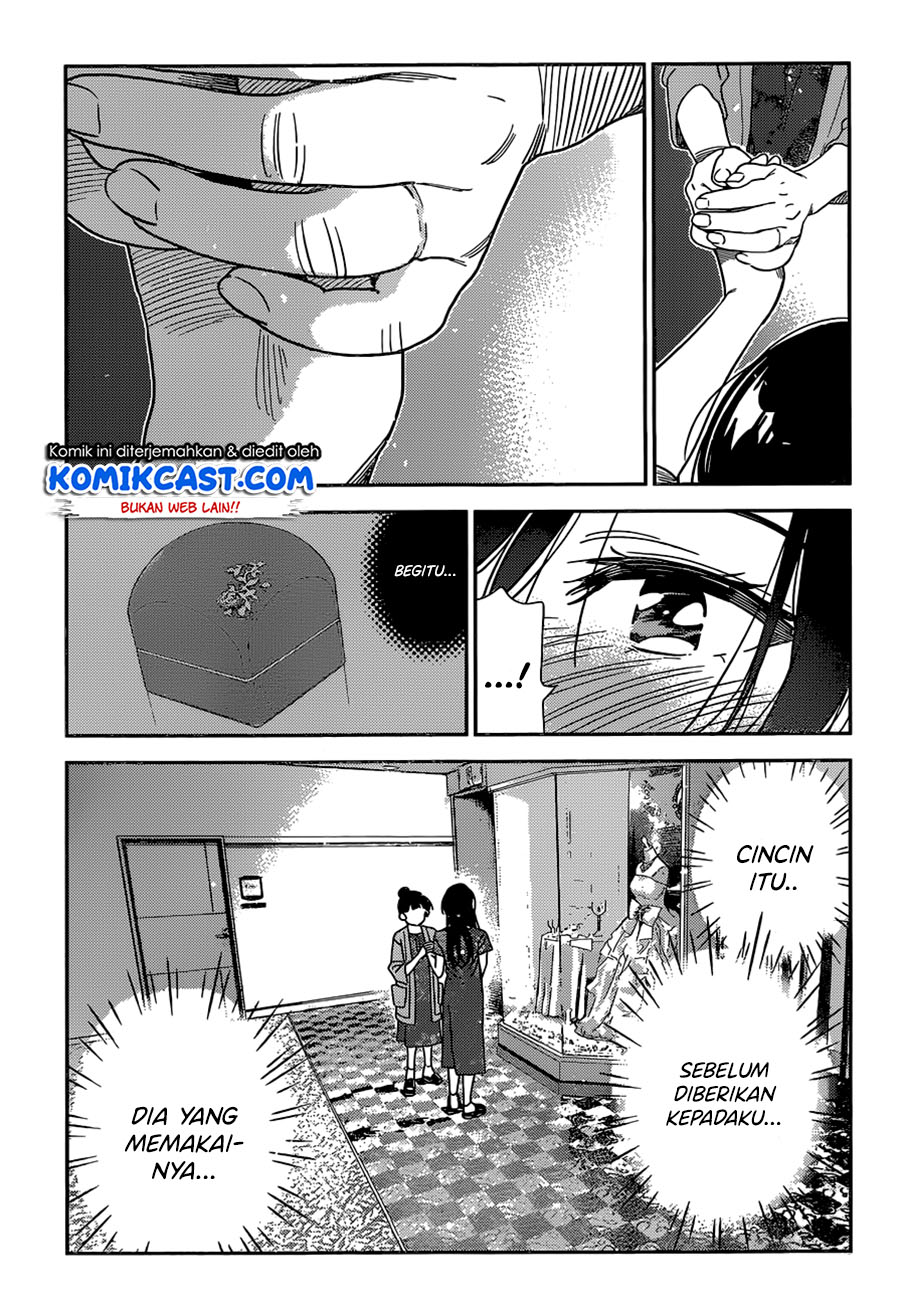 Komik ini diterjemahkan & diedit oleh
KOMIKCAST.COM
BUKAN WEB LAIN!!
BEGITU...
...!
CINCIN
ITU..
SEBELUM
DIBERIKAN
KEPADAKU...
DIA YANG
MEMAKAI-
NYA...